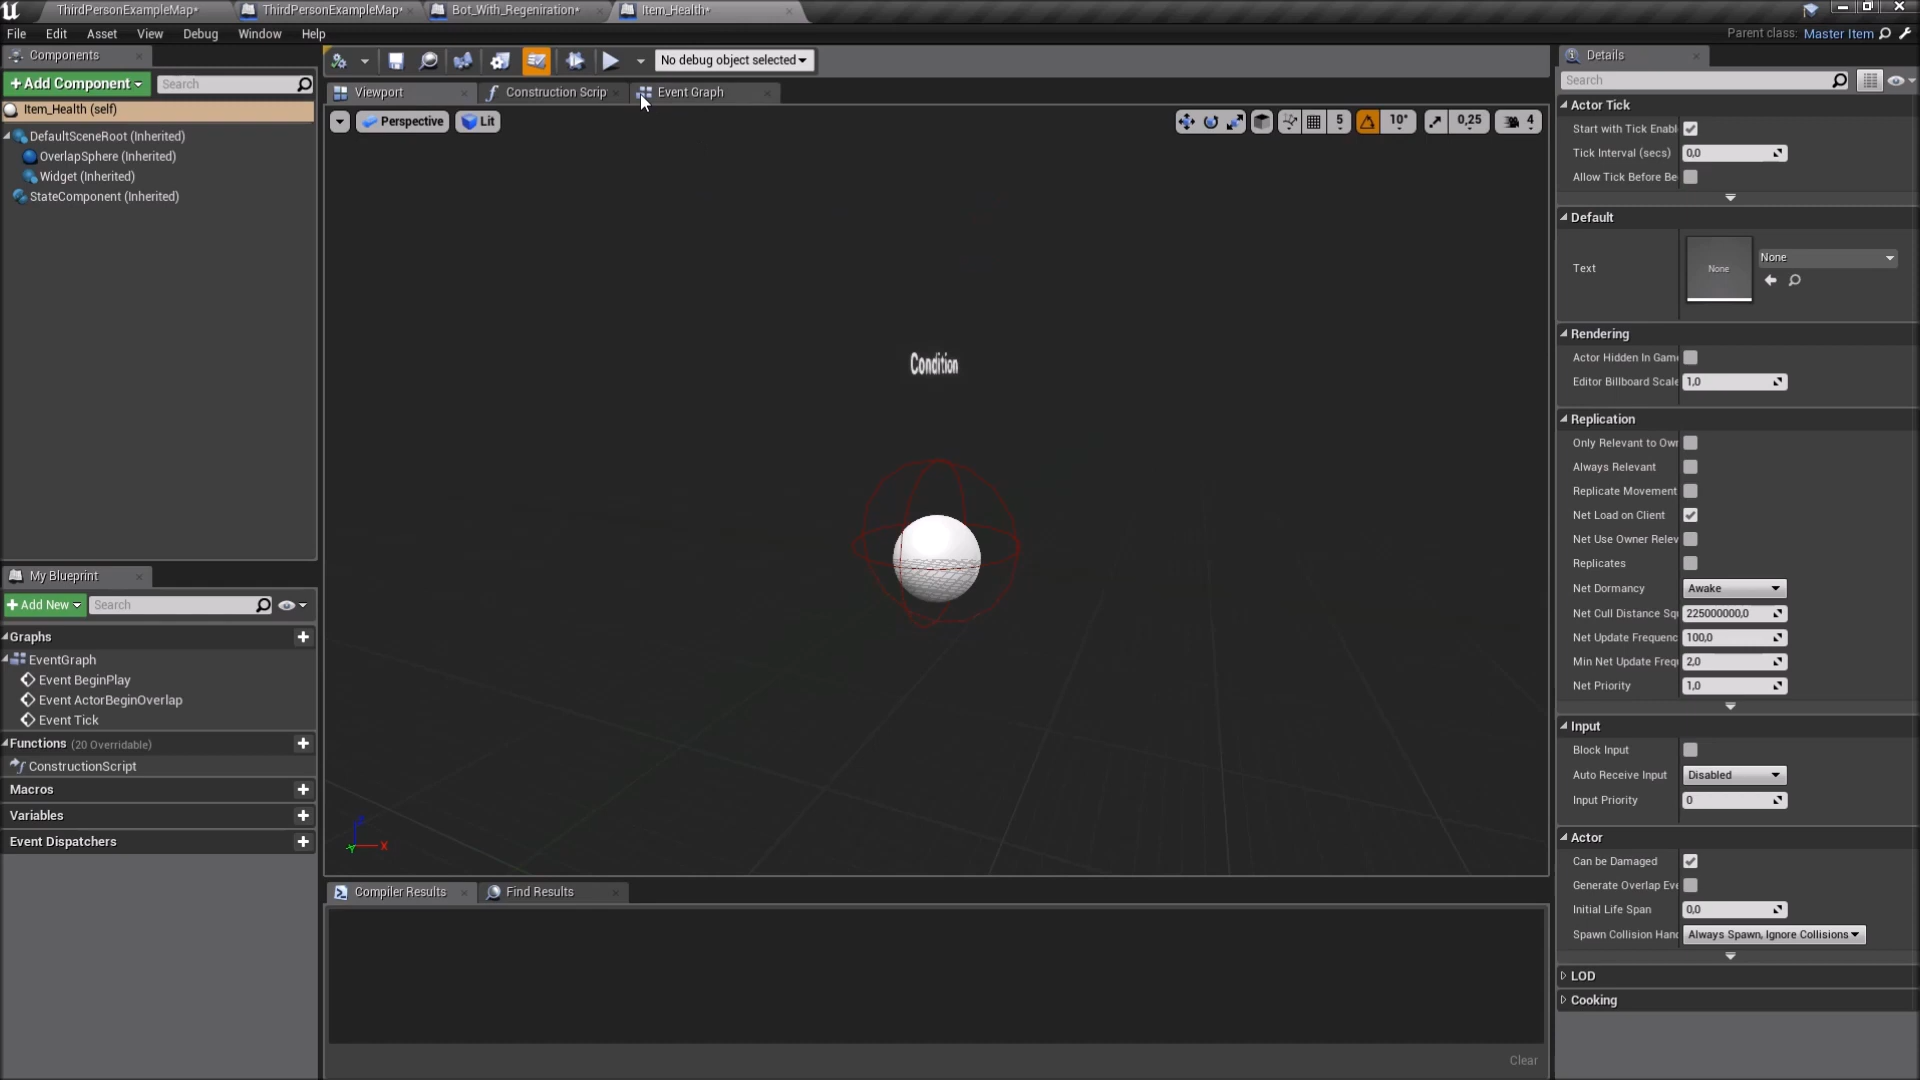 ThirdPersonExampleMap*
ThirdPersonExampleMap*
Bot_With_Regeniration*
Item_Health*
File
Edit
Asset
View
Debug
Window
Help
Parent class: Master Item
Components
+ Add Component
Search
Item_Health (self)
DefaultSceneRoot (Inherited)
OverlapSphere (Inherited)
Widget (Inherited)
StateComponent (Inherited)
My Blueprint
+ Add New
Search
Graphs
EventGraph
Event BeginPlay
Event ActorBeginOverlap
Event Tick
Functions (20 Overridable)
ConstructionScript
Macros
Variables
Event Dispatchers
No debug object selected
Viewport
Construction Scrip
Event Graph
Perspective
Lit
5
10°
0,25
4
Condition
X
Compiler Results
Find Results
Clear
Details
Search
Actor Tick
Start with Tick Enabl
Tick Interval (secs)
0,0
Allow Tick Before Be
Default
Text
None
None
Rendering
Actor Hidden In Gam
Editor Billboard Scale
1,0
Replication
Only Relevant to Own
Always Relevant
Replicate Movement
Net Load on Client
Net Use Owner Relev
Replicates
Net Dormancy
Awake
Net Cull Distance Squ
225000000,0
Net Update Frequenc
100,0
Min Net Update Freq
2,0
Net Priority
1,0
Input
Block Input
Auto Receive Input
Disabled
Input Priority
0
Actor
Can be Damaged
Generate Overlap Eve
Initial Life Span
0,0
Spawn Collision Hand
Always Spawn, Ignore Collisions
LOD
Cooking